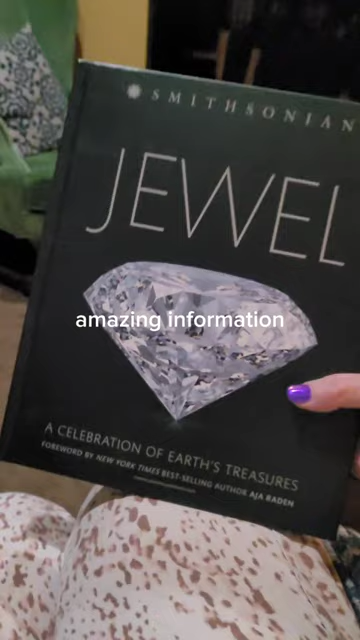 SMITHSONIAN
JEWEL
amazing information
A CELEBRATION OF EARTH'S TREASURES
FOREWORD BY NEW YORK TIMES BEST-SELLING AUTHOR AJA RADEN